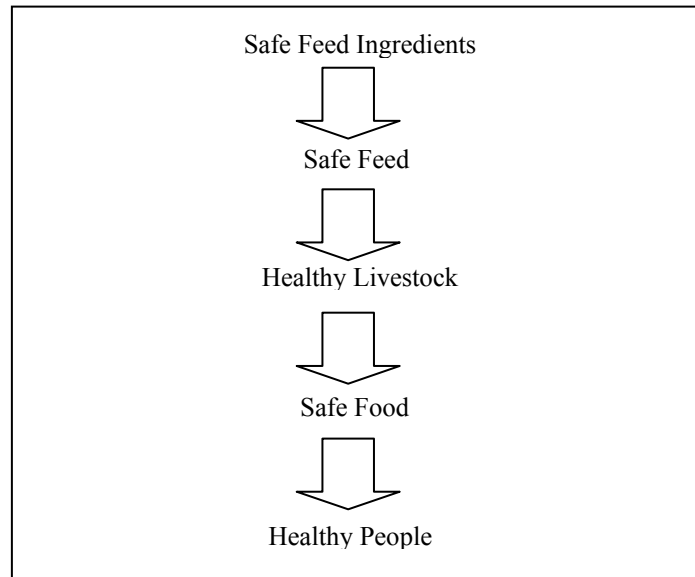 Safe Feed Ingredients
Safe Feed
Healthy Livestock
Safe Food
Healthy People